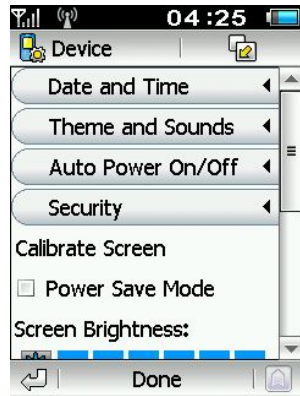 04:25
Device
Date and Time
Theme and Sounds
Auto Power On/Off
Security
Calibrate Screen
Power Save Mode
Screen Brightness:
Done